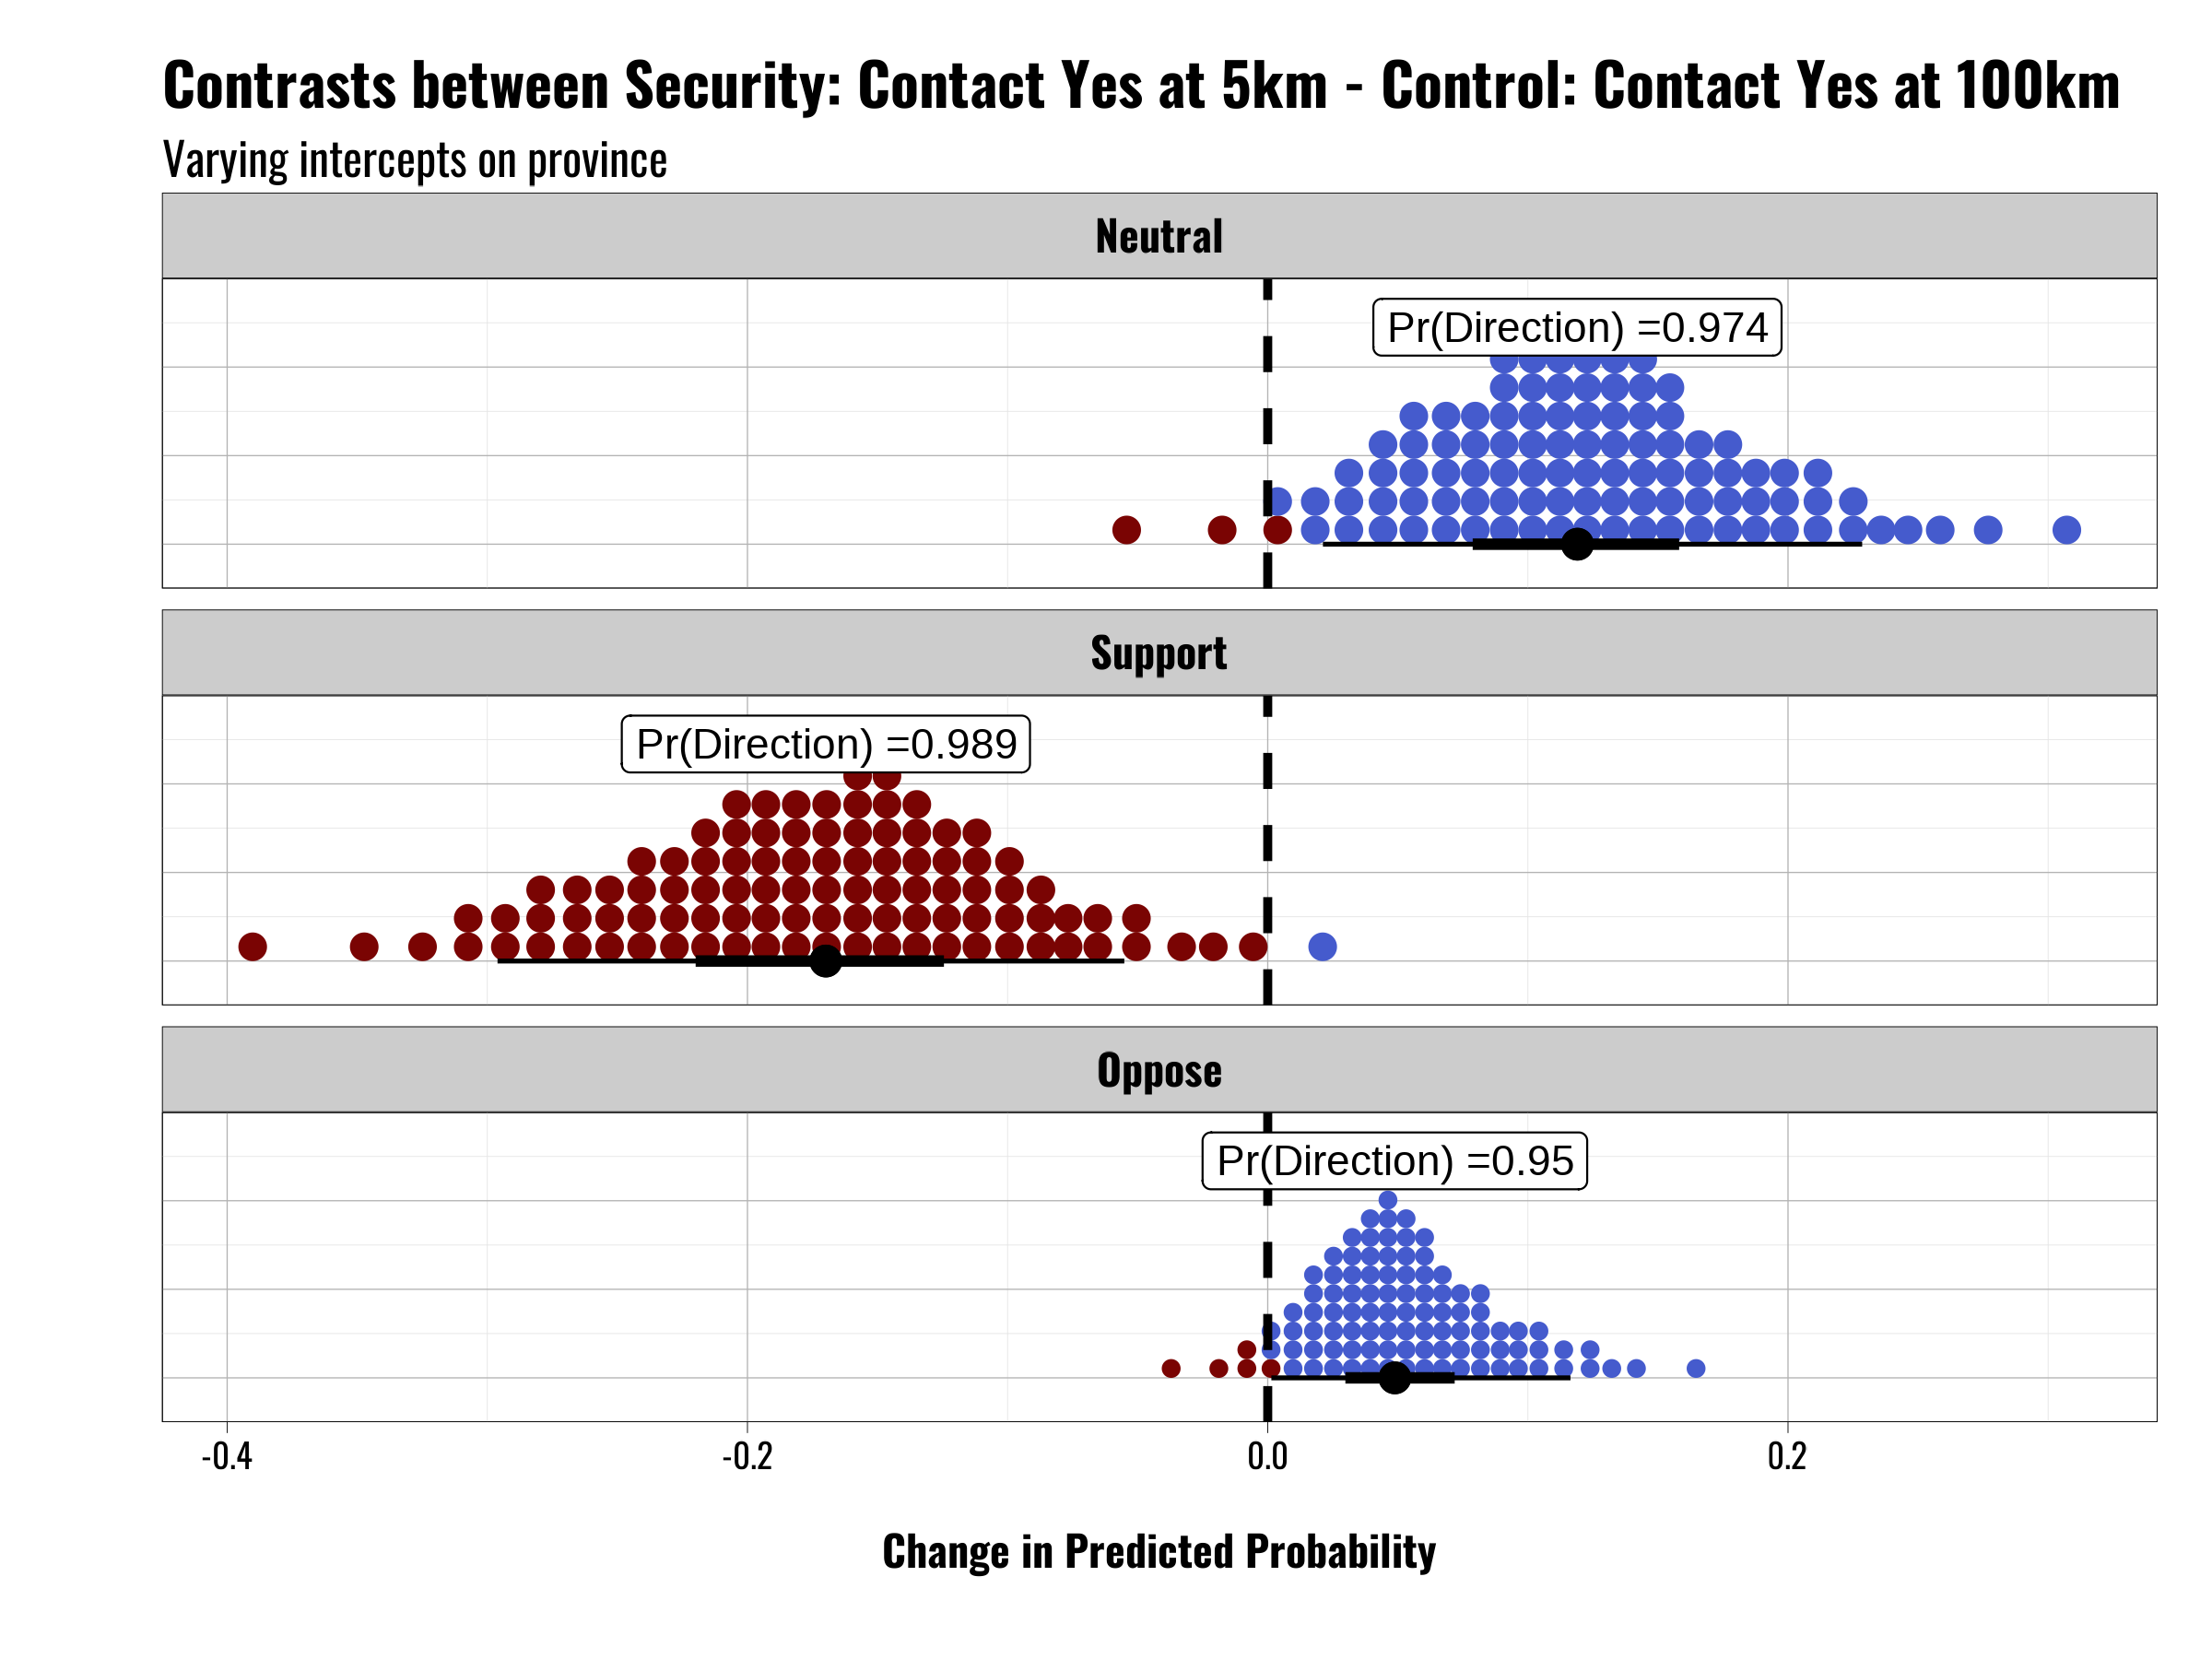 Contrasts between Security: Contact Yes at 5km - Control: Contact Yes at 100km
Varying intercepts on province
Neutral
Pr(Direction) =0.974
Support
Pr(Direction) =0.989
Oppose
Pr(Direction) =0.95
-0.4 -0.2 0.0 0.2
Change in Predicted Probability